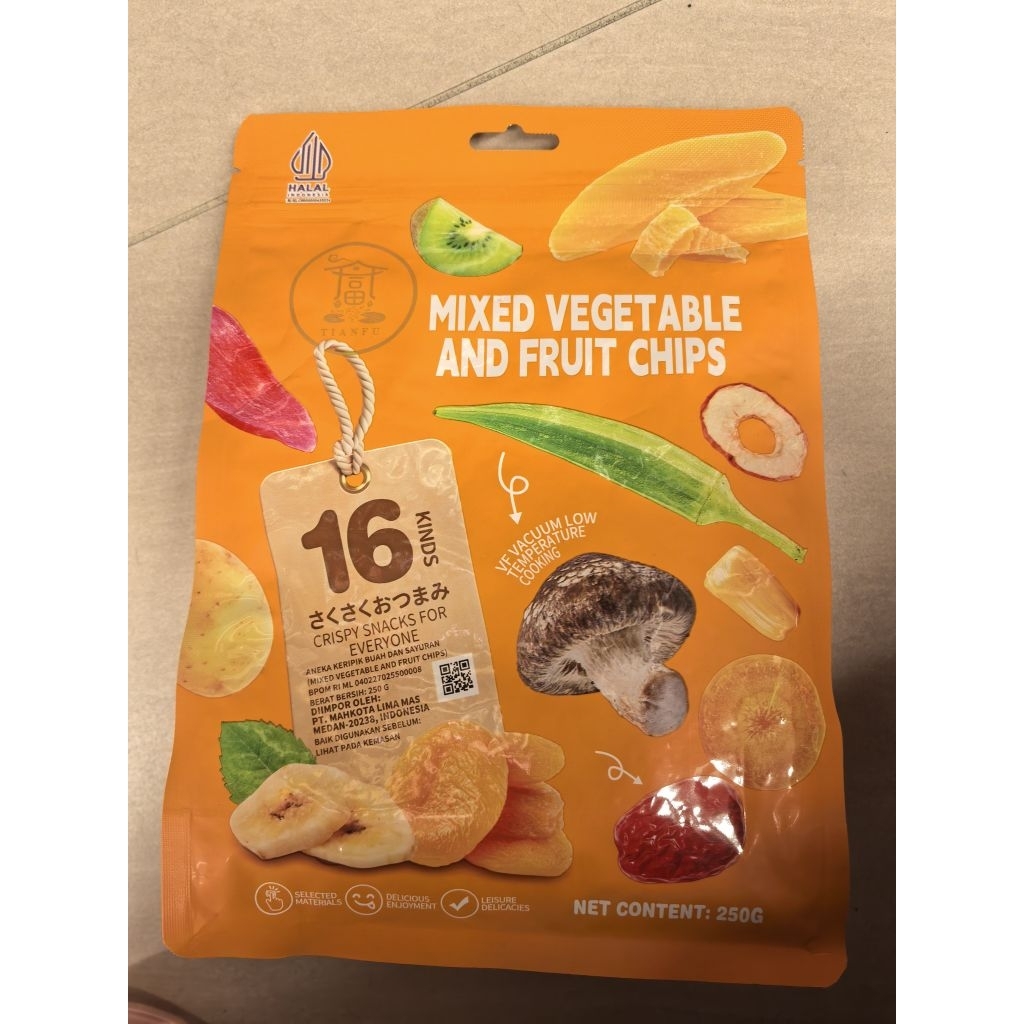 HALAL
INDONESIA
富
TIANFU
MIXED VEGETABLE
AND FRUIT CHIPS
16
KINDS
さくさくおつまみ
CRISPY SNACKS FOR
EVERYONE
ANEKA KERIPIK BUAH DAN SAYURAN
(MIXED VEGETABLE AND FRUIT CHIPS)
BPOM RI ML 040227025500008
BERAT BERSIH: 250 G
DIIMPOR OLEH:
PT. MAHKOTA LIMA MAS
MEDAN-20238, INDONESIA
BAIK DIGUNAKAN SEBELUM:
LIHAT PADA KEMASAN
VF VACUUM LOW
TEMPERATURE
COOKING
SELECTED
MATERIALS
DELICIOUS
ENJOYMENT
LEISURE
DELICACIES
NET CONTENT: 250G